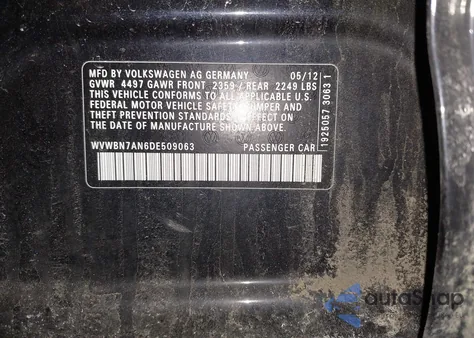 MFD BY VOLKSWAGEN AG GERMANY 05/12
GVWR 4497 GAWR FRONT 2359 / REAR 2249 LBS
THIS VEHICLE CONFORMS TO ALL APPLICABLE U.S.
FEDERAL MOTOR VEHICLE SAFETY, BUMPER AND
THEFT PREVENTION STANDARDS IN EFFECT ON THE
DATE OF MANUFACTURE SHOWN ABOVE.
WVWBN7AN6DE509063 PASSENGER CAR
1925057 30631
autoSnap